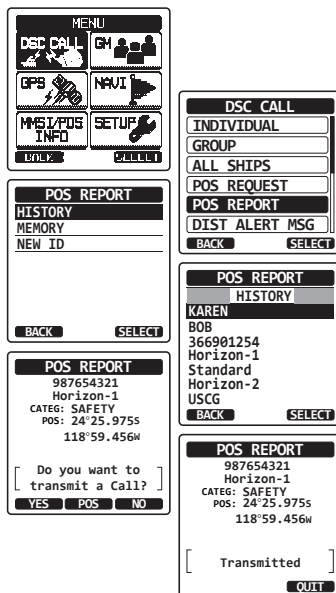 MENU
DSC CALL
GM
GPS
NAVI
MMSI/POS
INFO
SETUP
BACK
SELECT
DSC CALL
INDIVIDUAL
GROUP
ALL SHIPS
POS REQUEST
POS REPORT
DIST ALERT MSG
BACK SELECT
POS REPORT
HISTORY
MEMORY
NEW ID
BACK SELECT
POS REPORT
HISTORY
KAREN
BOB
366901254
Horizon-1
Standard
Horizon-2
USCG
BACK SELECT
POS REPORT
987654321
Horizon-1
CATEG: SAFETY
POS: 24°25.975S
118°59.456W
Do you want to
transmit a Call?
YES POS NO
POS REPORT
987654321
Horizon-1
CATEG: SAFETY
POS: 24°25.975S
118°59.456W
Transmitted
QUIT